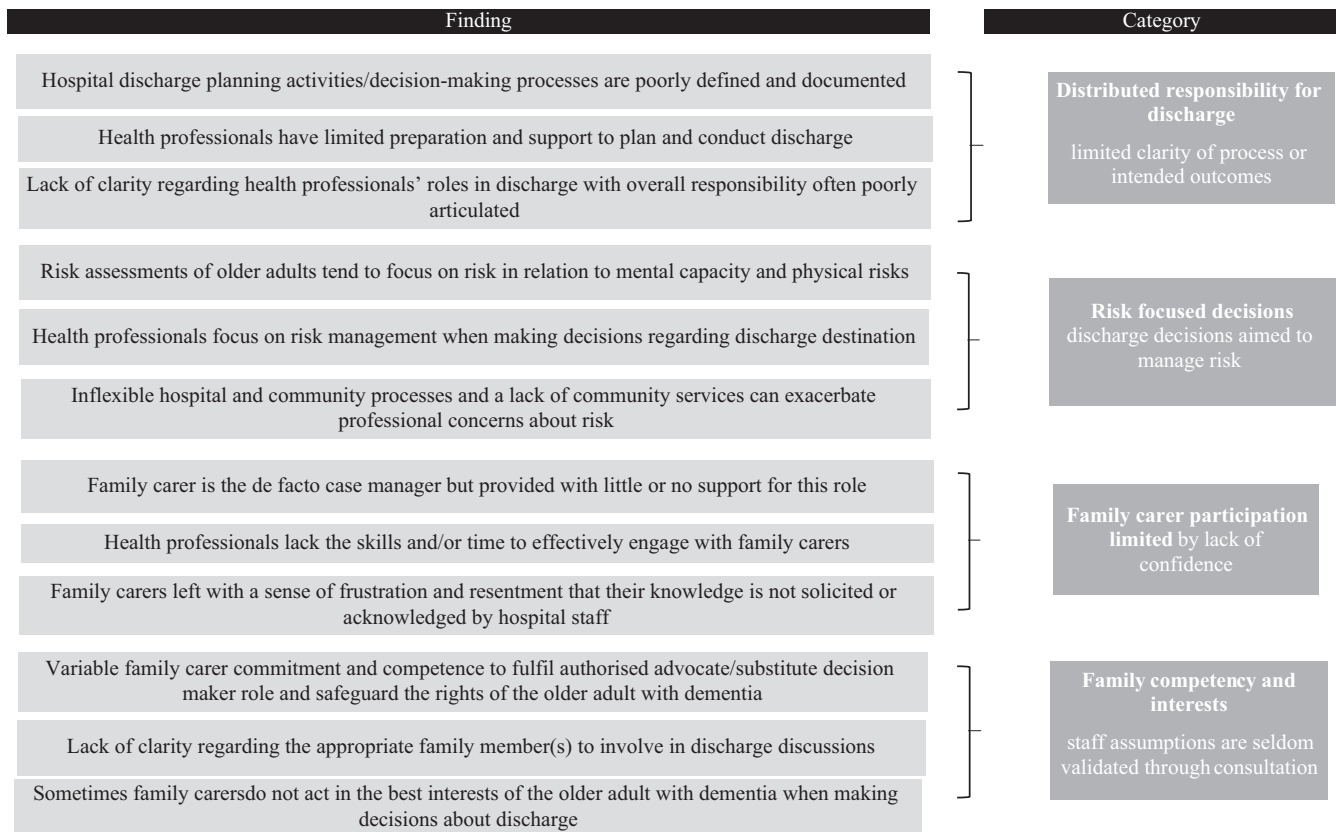 Finding
Category
Hospital discharge planning activities/decision-making processes are poorly defined and documented
Health professionals have limited preparation and support to plan and conduct discharge
Lack of clarity regarding health professionals’ roles in discharge with overall responsibility often poorly
articulated
Distributed responsibility for
discharge
limited clarity of process or
intended outcomes
Risk assessments of older adults tend to focus on risk in relation to mental capacity and physical risks
Health professionals focus on risk management when making decisions regarding discharge destination
Inflexible hospital and community processes and a lack of community services can exacerbate
professional concerns about risk
Risk focused decisions
discharge decisions aimed to
manage risk
Family carer is the de facto case manager but provided with little or no support for this role
Health professionals lack the skills and/or time to effectively engage with family carers
Family carers left with a sense of frustration and resentment that their knowledge is not solicited or
acknowledged by hospital staff
Family carer participation
limited by lack of
confidence
Variable family carer commitment and competence to fulfil authorised advocate/substitute decision
maker role and safeguard the rights of the older adult with dementia
Lack of clarity regarding the appropriate family member(s) to involve in discharge discussions
Sometimes family carersdo not act in the best interests of the older adult with dementia when making
decisions about discharge
Family competency and
interests
staff assumptions are seldom
validated through consultation